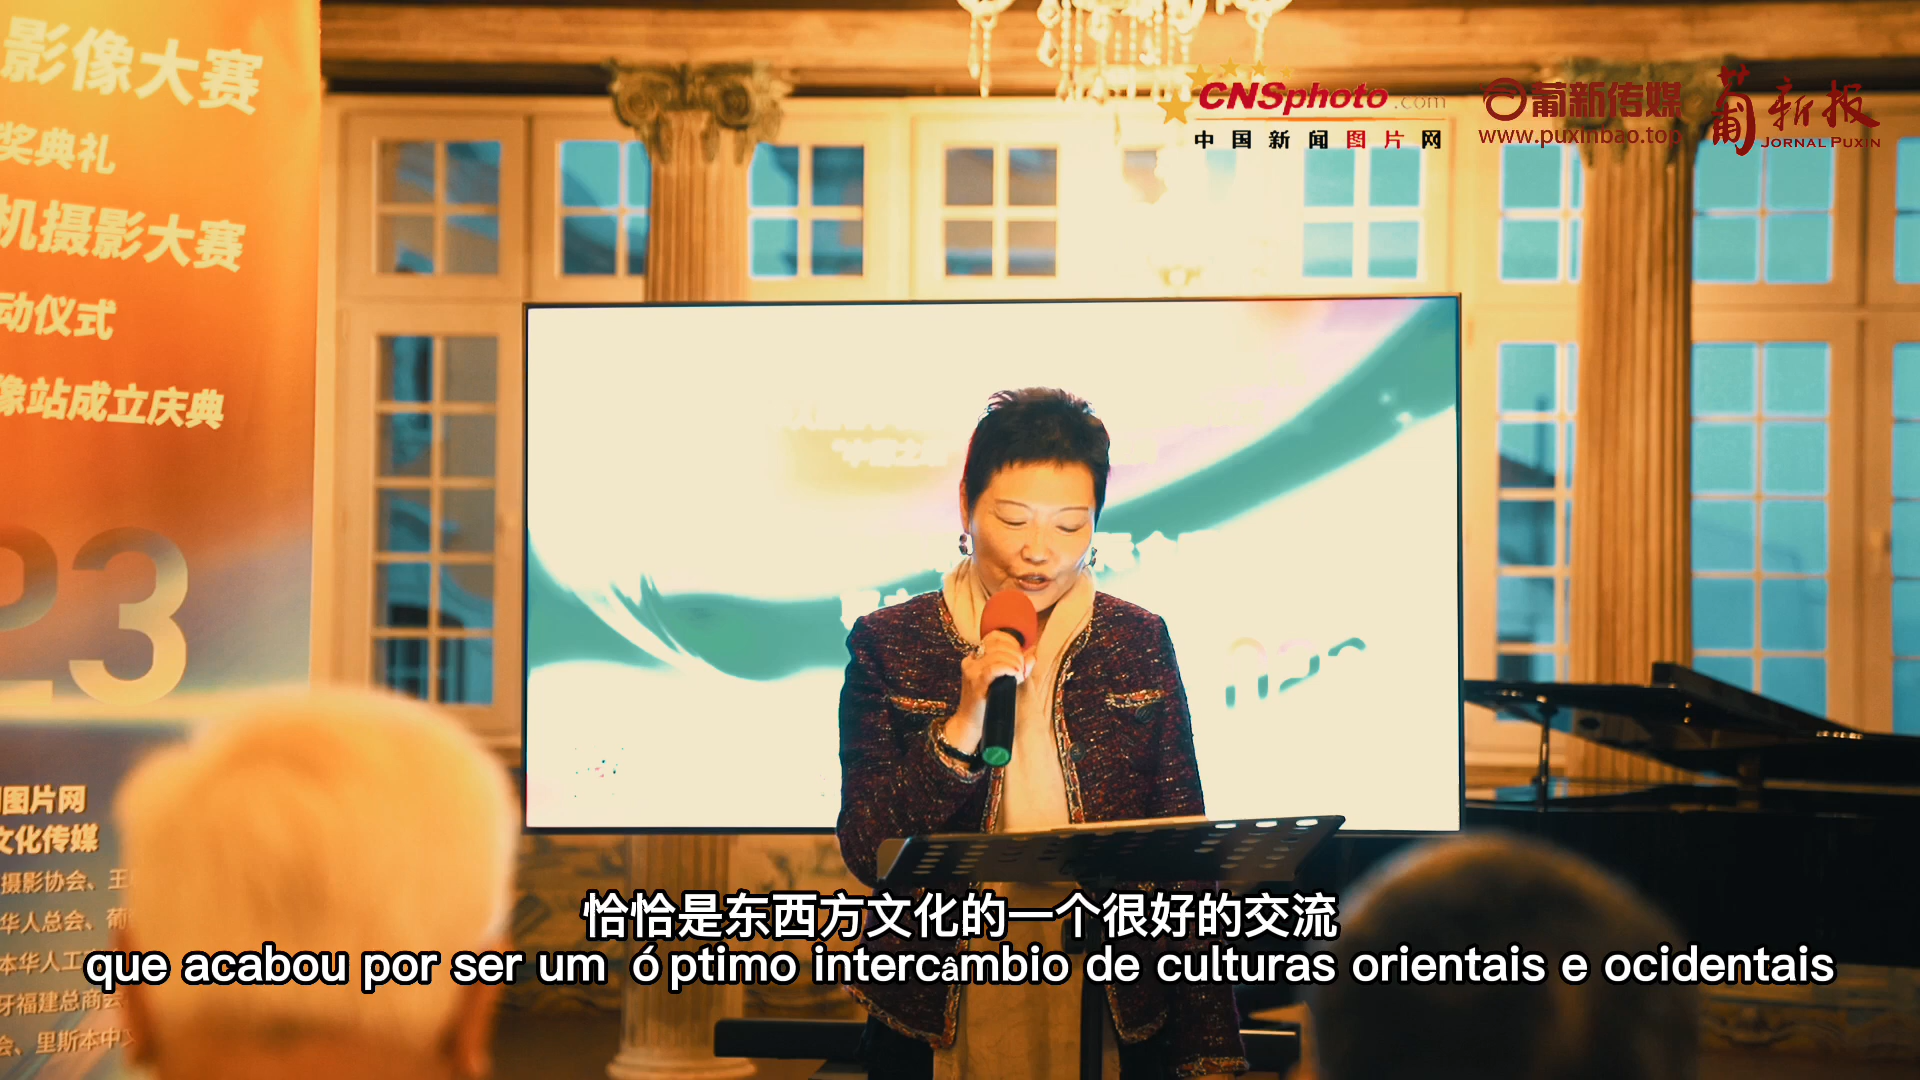 影像大赛
奖典礼
机摄影大赛
动仪式
像站成立庆典
23
图片网
文化传媒
摄影协会、王
华人总会、葡
本华人工
牙福建总商会
会、里斯本中文
CNSphoto.com
中国新闻图片网
葡新传媒
www.puxinbao.top
葡新报
JORNAL PUXIN
恰恰是东西方文化的一个很好的交流
que acabou por ser um ó ptimo intercâmbio de culturas orientais e ocidentais